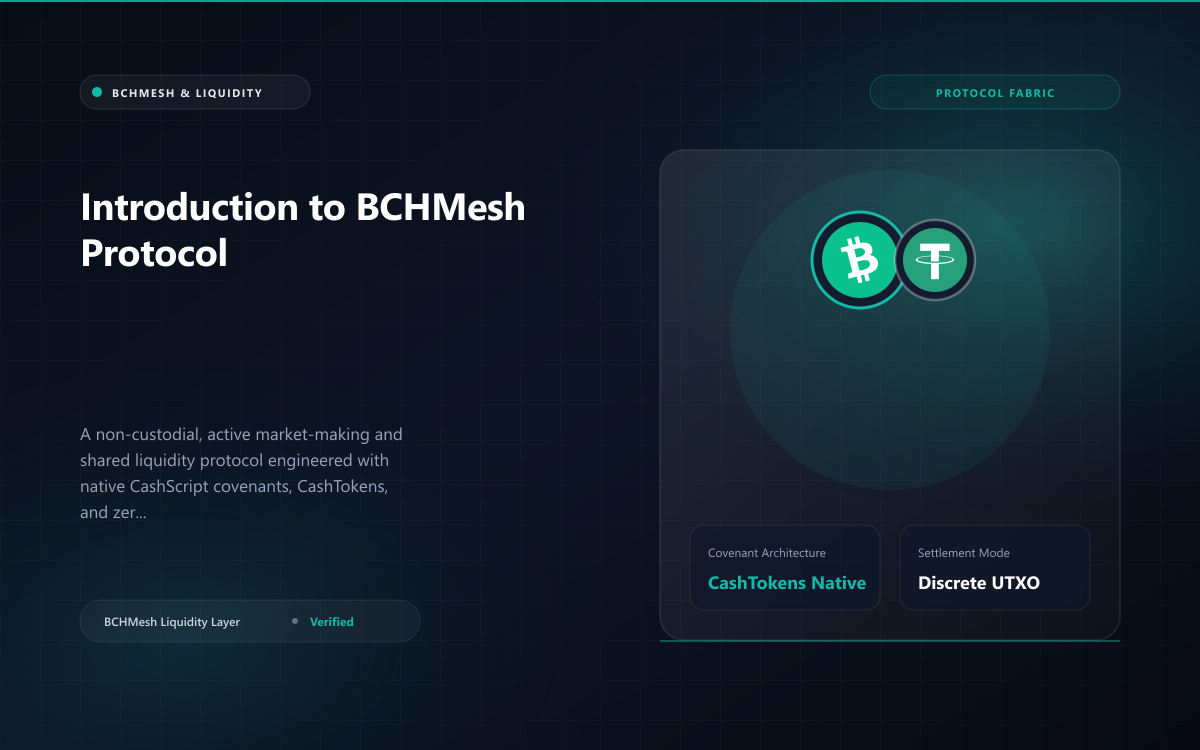 BCHMESH & LIQUIDITY
PROTOCOL FABRIC
Introduction to BCHMesh
Protocol
A non-custodial, active market-making and
shared liquidity protocol engineered with
native CashScript covenants, CashTokens,
and zer...
Covenant Architecture
CashTokens Native
Settlement Mode
Discrete UTXO
BCHMesh Liquidity Layer
Verified